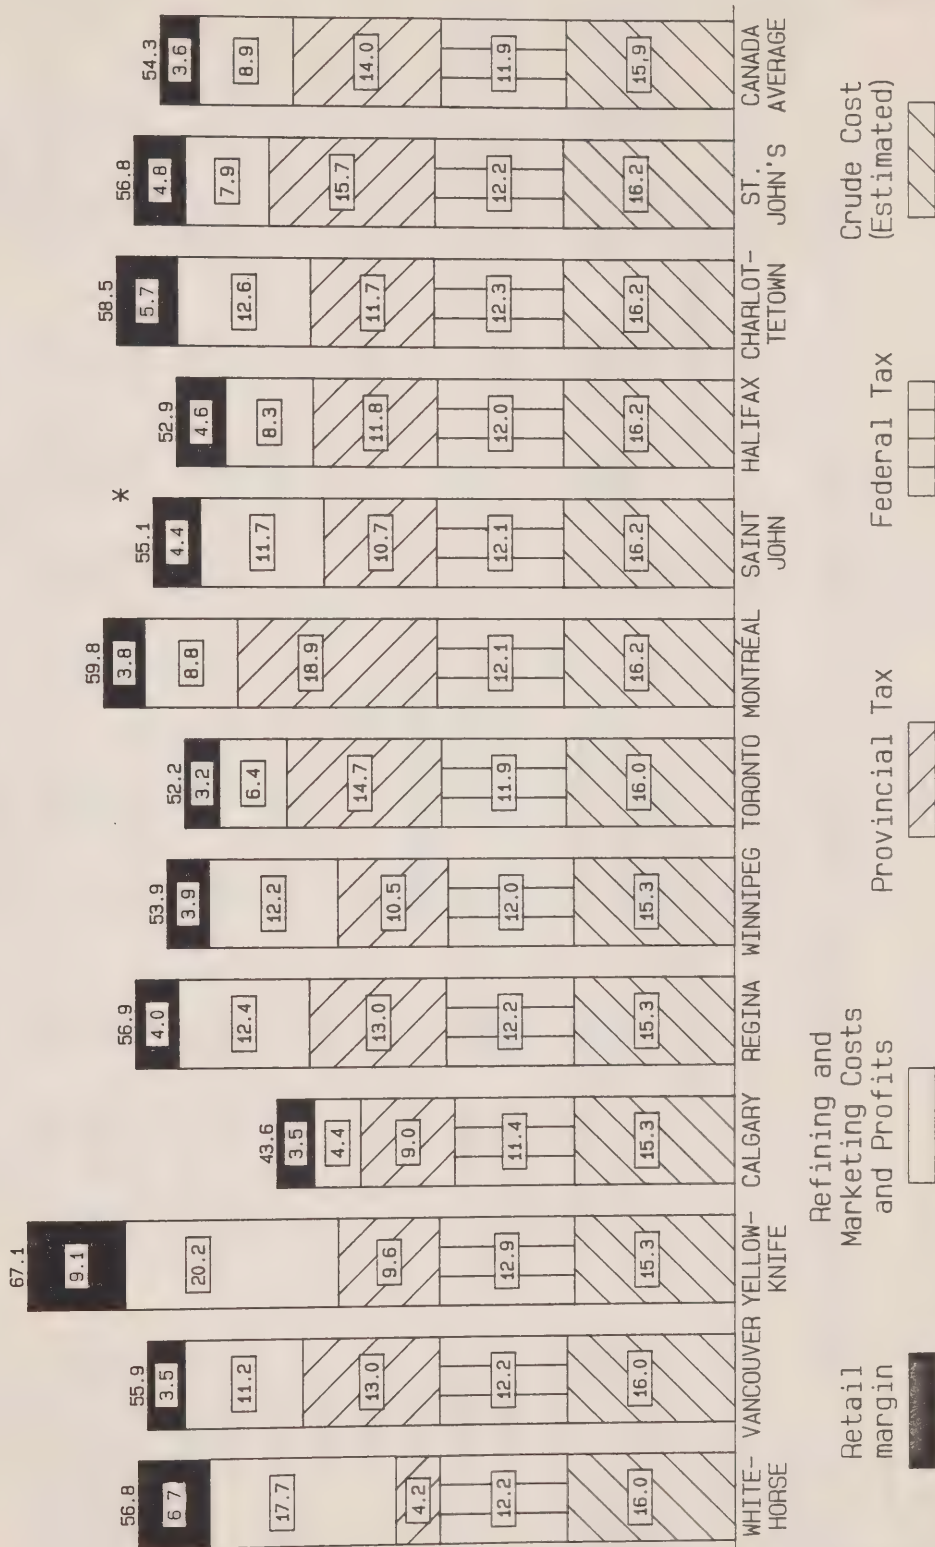 56.8 55.9 67.1 43.6 56.9 53.9 52.2 59.8 55.1 * 52.9 58.5 56.8 54.3
6 7 3.5 9.1 3.5 4.0 3.9 3.2 3.8 4.4 4.6 5.7 4.8 3.6
17.7 11.2 20.2 4.4 12.4 12.2 6.4 8.8 11.7 8.3 12.6 7.9 8.9
4.2 13.0 9.6 9.0 13.0 10.5 14.7 18.9 10.7 11.8 11.7 15.7 14.0
12.2 12.2 12.9 11.4 12.2 12.0 11.9 12.1 12.1 12.0 12.3 12.2 11.9
16.0 16.0 15.3 15.3 15.3 15.3 16.0 16.2 16.2 16.2 16.2 16.2 15,9
WHITE-
HORSE
VANCOUVER
YELLOW-
KNIFE
CALGARY
REGINA
WINNIPEG
TORONTO
MONTRÉAL
SAINT
JOHN
HALIFAX
CHARLOT-
TETOWN
ST.
JOHN'S
CANADA
AVERAGE
Retail
margin
Refining and
Marketing Costs
and Profits
Provincial Tax
Federal Tax
Crude Cost
(Estimated)